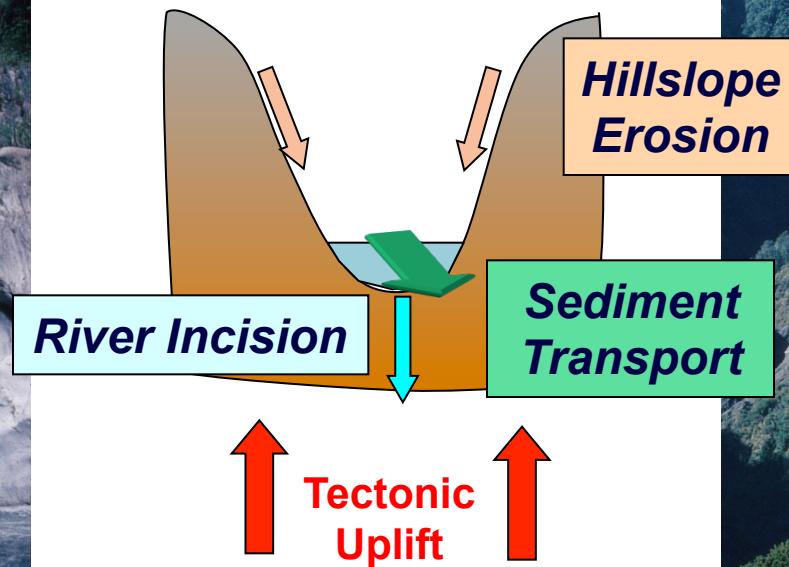 Hillslope
Erosion
River Incision
Sediment
Transport
Tectonic
Uplift